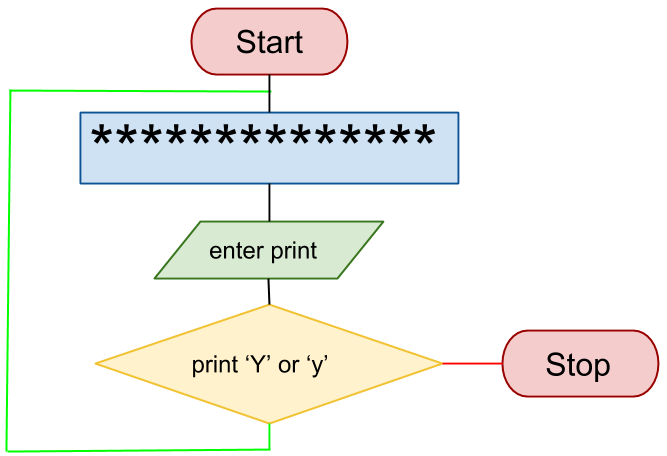 Start
**************
enter print
print ‘Y’ or ‘y’
Stop